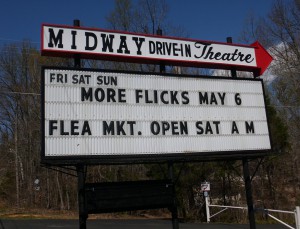 MIDWAY DRIVE-IN Theatre
FRI SAT SUN
MORE FLICKS MAY 6
FLEA MKT. OPEN SAT A M